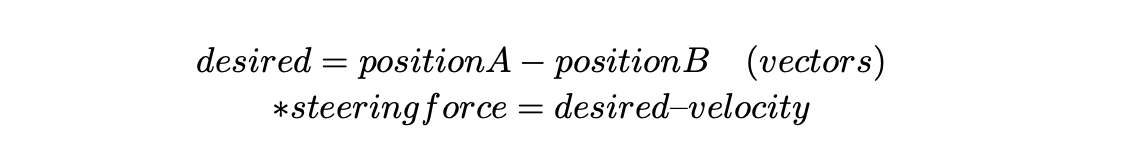 desired = positionA − positionB (vectors)
*steeringforce = desired–velocity